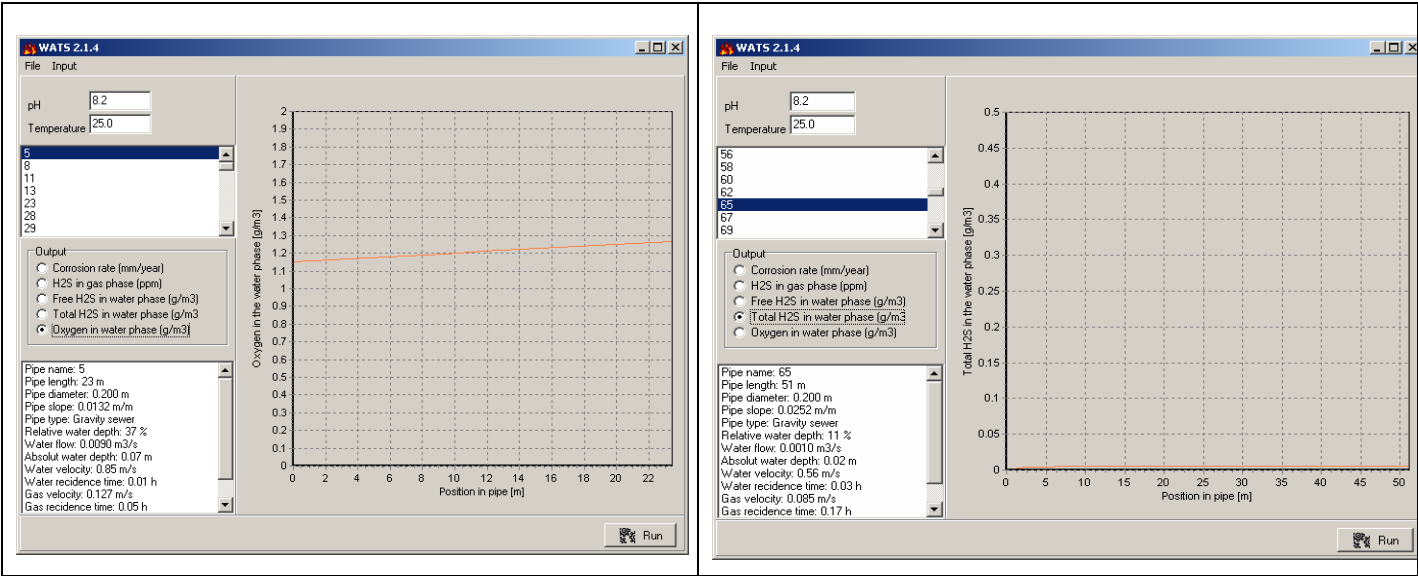 WATS 2.1.4
File Input
pH 8.2
Temperature 25.0
5
8
11
13
23
28
29
Output
Corrosion rate (mm/year)
H2S in gas phase (ppm)
Free H2S in water phase (g/m3)
Total H2S in water phase (g/m3
Oxygen in water phase (g/m3)
Pipe name: 5
Pipe length: 23 m
Pipe diameter: 0.200 m
Pipe slope: 0.0132 m/m
Pipe type: Gravity sewer
Relative water depth: 37 %
Water flow: 0.0090 m3/s
Absolut water depth: 0.07 m
Water velocity: 0.85 m/s
Water recidence time: 0.01 h
Gas velocity: 0.127 m/s
Gas recidence time: 0.05 h
Oxygen in the water phase [g/m3]
2
1.9
1.8
1.7
1.6
1.5
1.4
1.3
1.2
1.1
1
0.9
0.8
0.7
0.6
0.5
0.4
0.3
0.2
0.1
0
0 2 4 6 8 10 12 14 16 18 20 22
Position in pipe [m]
Run
WATS 2.1.4
File Input
pH 8.2
Temperature 25.0
56
58
60
62
65
67
69
Output
Corrosion rate (mm/year)
H2S in gas phase (ppm)
Free H2S in water phase (g/m3)
Total H2S in water phase (g/m3
Oxygen in water phase (g/m3)
Pipe name: 65
Pipe length: 51 m
Pipe diameter: 0.200 m
Pipe slope: 0.0252 m/m
Pipe type: Gravity sewer
Relative water depth: 11 %
Water flow: 0.0010 m3/s
Absolut water depth: 0.02 m
Water velocity: 0.56 m/s
Water recidence time: 0.03 h
Gas velocity: 0.085 m/s
Gas recidence time: 0.17 h
Total H2S in the water phase [g/m3]
0.5
0.45
0.4
0.35
0.3
0.25
0.2
0.15
0.1
0.05
0
0 5 10 15 20 25 30 35 40 45 50
Position in pipe [m]
Run